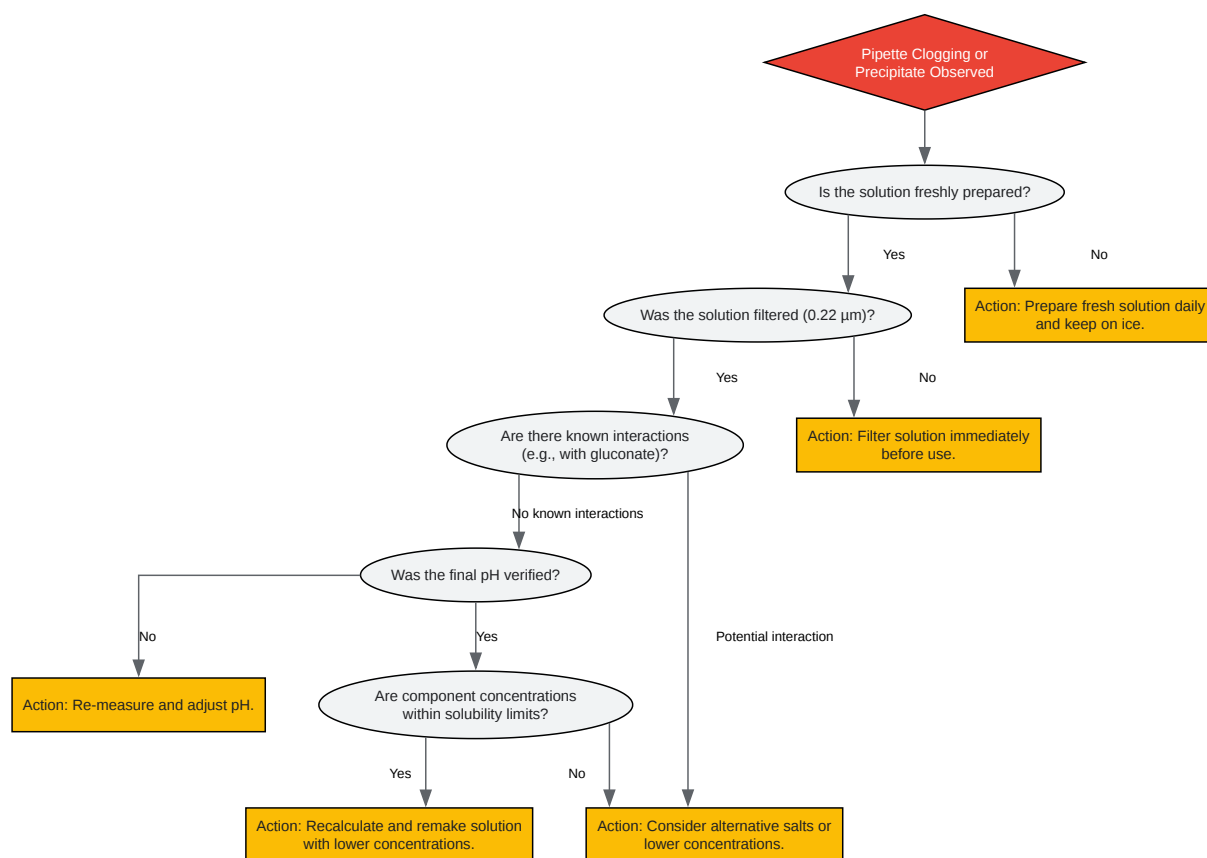 Pipette Clogging or
Precipitate Observed
Is the solution freshly prepared?
Yes
No
Was the solution filtered (0.22 µm)?
Action: Prepare fresh solution daily
and keep on ice.
Yes
No
Are there known interactions
(e.g., with gluconate)?
Action: Filter solution immediately
before use.
No known interactions
Was the final pH verified?
No
Yes
Potential interaction
Action: Re-measure and adjust pH.
Are component concentrations
within solubility limits?
Yes
No
Action: Recalculate and remake solution
with lower concentrations.
Action: Consider alternative salts or
lower concentrations.